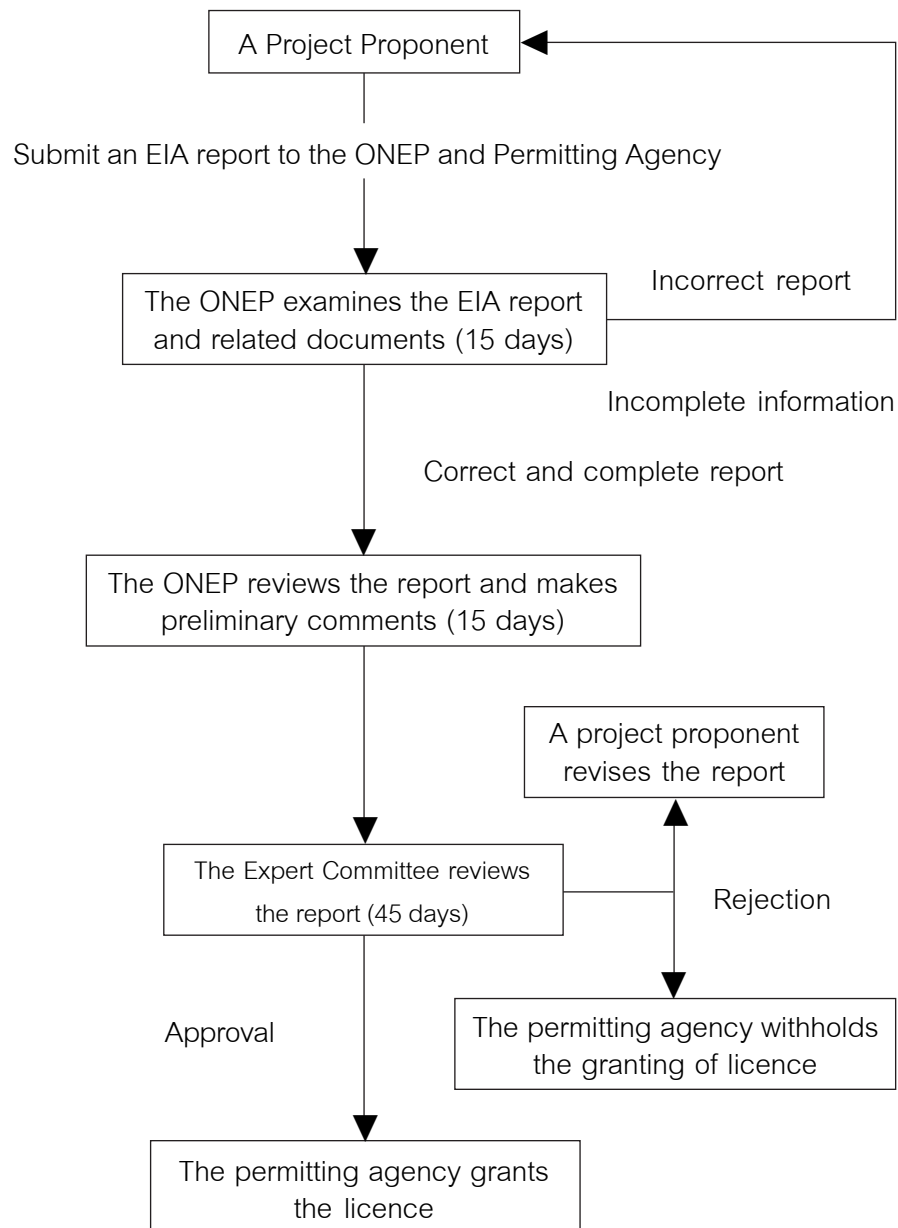 A Project Proponent
Submit an EIA report to the ONEP and Permitting Agency
Incorrect report
The ONEP examines the EIA report
and related documents (15 days)
Incomplete information
Correct and complete report
The ONEP reviews the report and makes
preliminary comments (15 days)
A project proponent
revises the report
The Expert Committee reviews
the report (45 days)
Rejection
Approval
The permitting agency withholds
the granting of licence
The permitting agency grants
the licence